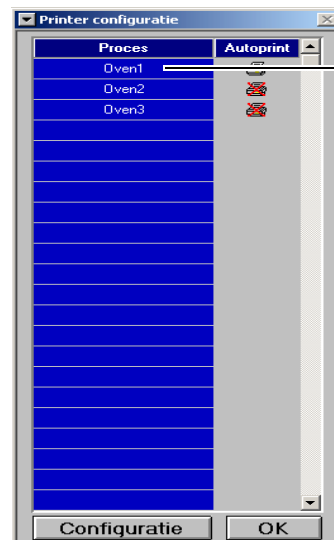 Printer configuratie
Proces Autoprint
Oven1
Oven2
Oven3
Configuratie OK